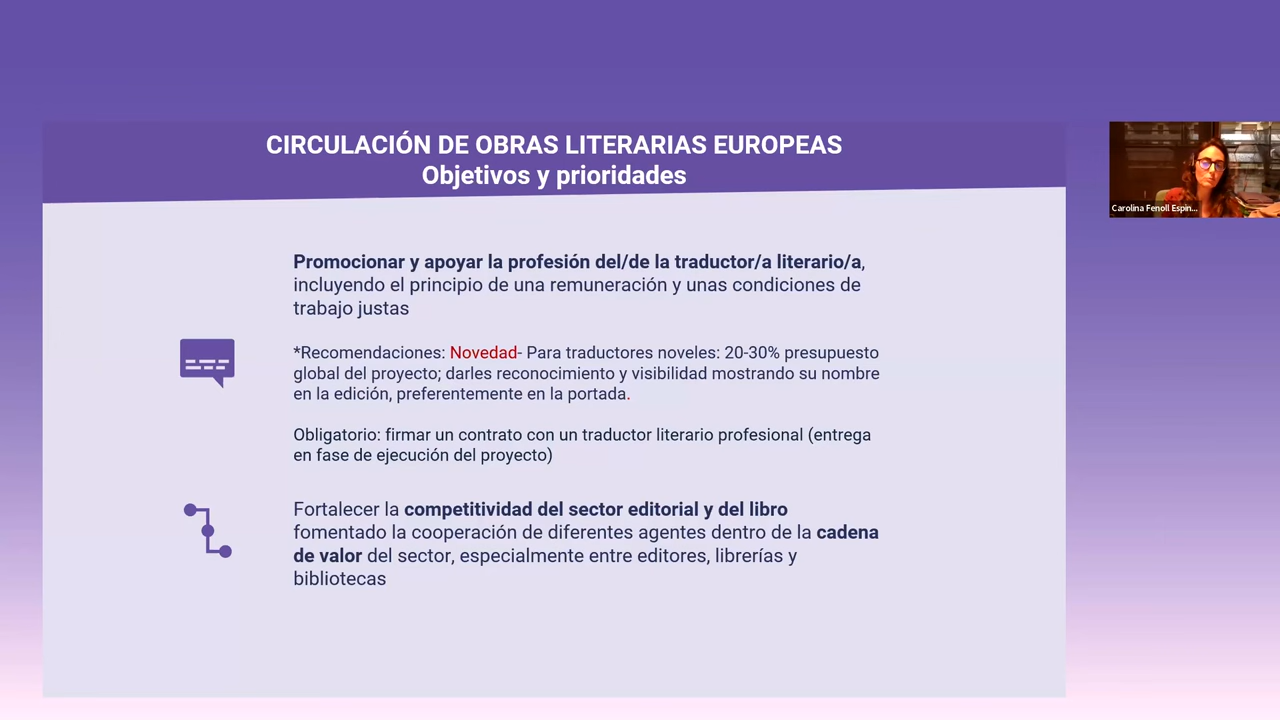 CIRCULACIÓN DE OBRAS LITERARIAS EUROPEAS
Objetivos y prioridades
Carolina Fenoll Espin...
Promocionar y apoyar la profesión del/de la traductor/a literario/a,
incluyendo el principio de una remuneración y unas condiciones de
trabajo justas
*Recomendaciones: Novedad- Para traductores noveles: 20-30% presupuesto
global del proyecto; darles reconocimiento y visibilidad mostrando su nombre
en la edición, preferentemente en la portada.
Obligatorio: firmar un contrato con un traductor literario profesional (entrega
en fase de ejecución del proyecto)
Fortalecer la competitividad del sector editorial y del libro
fomentado la cooperación de diferentes agentes dentro de la cadena
de valor del sector, especialmente entre editores, librerías y
bibliotecas